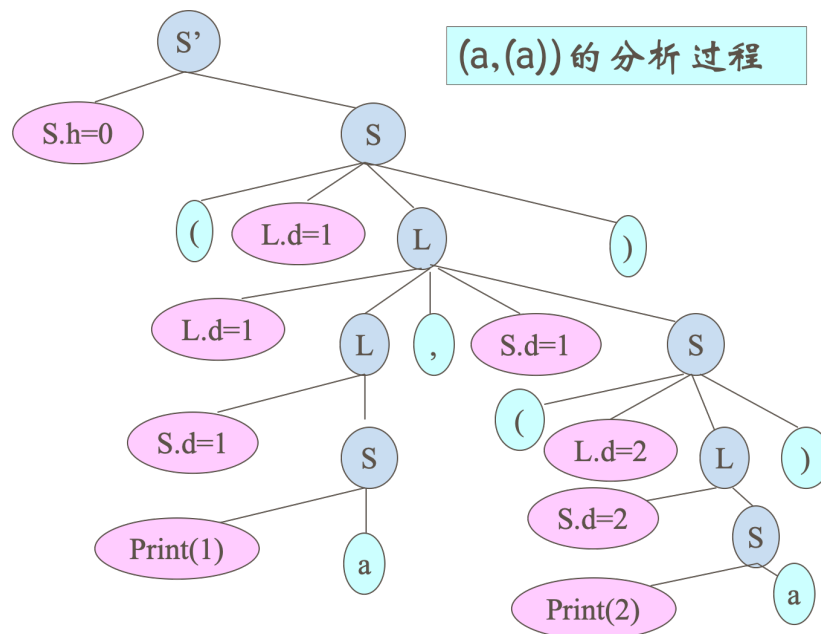 S’
(a,(a))的分析过程
S.h=0
S
(
L.d=1
L
)
L.d=1
L
,
S.d=1
S
S.d=1
S
(
L.d=2
L
)
Print(1)
a
S.d=2
S
Print(2)
a